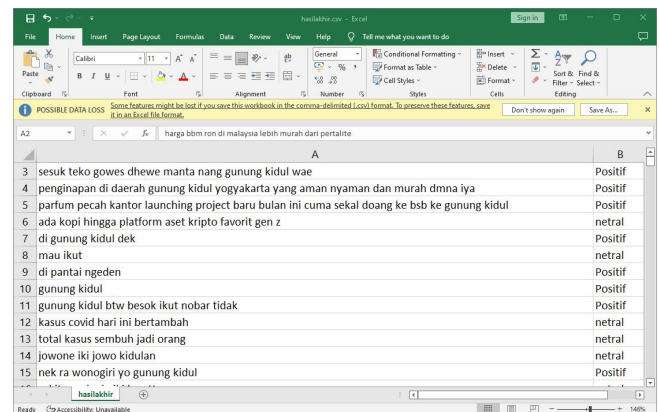 hasilakhir.csv - Excel
Sign in
File Home Insert Page Layout Formulas Data Review View Help Tell me what you want to do
Paste
Calibri 11
B I U
General
Conditional Formatting
Format as Table
Cell Styles
Insert
Delete
Format
Sort & Filter
Find & Select
Clipboard Font Alignment Number Styles Cells Editing
POSSIBLE DATA LOSS Some features might be lost if you save this workbook in the comma-delimited (.csv) format. To preserve these features, save it in an Excel file format.
Don't show again Save As...
A2 fx harga bbm ron di malaysia lebih murah dari pertalite
A B
3 sesuk teko gowes dhewe manta nang gunung kidul wae Positif
4 penginapan di daerah gunung kidul yogyakarta yang aman nyaman dan murah dmna iya Positif
5 parfum pecah kantor launching project baru bulan ini cuma sekal doang ke bsb ke gunung kidul Positif
6 ada kopi hingga platform aset kripto favorit gen z netral
7 di gunung kidul dek Positif
8 mau ikut netral
9 di pantai ngeden Positif
10 gunung kidul Positif
11 gunung kidul btw besok ikut nobar tidak Positif
12 kasus covid hari ini bertambah netral
13 total kasus sembuh jadi orang netral
14 jowone iki jowo kidulan netral
15 nek ra wonogiri yo gunung kidul Positif
hasilakhir
Ready Accessibility: Unavailable 146%